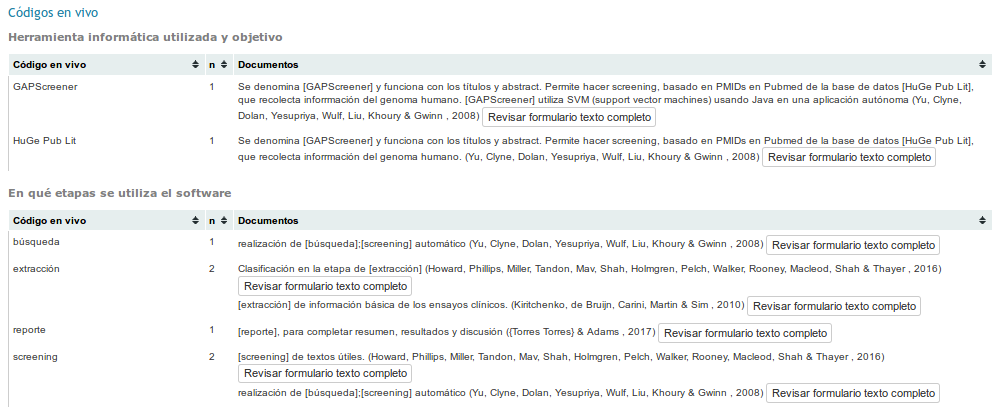 Códigos en vivo
Herramienta informática utilizada y objetivo
Código en vivo n Documentos
GAPScreener 1 Se denomina [GAPScreener] y funciona con los títulos y abstract. Permite hacer screening, basado en PMIDs en Pubmed de la base de datos [HuGe Pub Lit],
que recolecta información del genoma humano. [GAPScreener] utiliza SVM (support vector machines) usando Java en una aplicación autónoma (Yu, Clyne,
Dolan, Yesupriya, Wulf, Liu, Khoury & Gwinn , 2008) Revisar formulario texto completo
HuGe Pub Lit 1 Se denomina [GAPScreener] y funciona con los títulos y abstract. Permite hacer screening, basado en PMIDs en Pubmed de la base de datos [HuGe Pub Lit],
que recolecta información del genoma humano. (Yu, Clyne, Dolan, Yesupriya, Wulf, Liu, Khoury & Gwinn , 2008) Revisar formulario texto completo
En qué etapas se utiliza el software
Código en vivo n Documentos
búsqueda 1 realización de [búsqueda];[screening] automático (Yu, Clyne, Dolan, Yesupriya, Wulf, Liu, Khoury & Gwinn , 2008) Revisar formulario texto completo
extracción 2 Clasificación en la etapa de [extracción] (Howard, Phillips, Miller, Tandon, Mav, Shah, Holmgren, Pelch, Walker, Rooney, Macleod, Shah & Thayer , 2016)
Revisar formulario texto completo
[extracción] de información básica de los ensayos clínicos. (Kiritchenko, de Bruijn, Carini, Martin & Sim , 2010) Revisar formulario texto completo
reporte 1 [reporte], para completar resumen, resultados y discusión ({Torres Torres} & Adams , 2017) Revisar formulario texto completo
screening 2 [screening] de textos útiles. (Howard, Phillips, Miller, Tandon, Mav, Shah, Holmgren, Pelch, Walker, Rooney, Macleod, Shah & Thayer , 2016)
Revisar formulario texto completo
realización de [búsqueda];[screening] automático (Yu, Clyne, Dolan, Yesupriya, Wulf, Liu, Khoury & Gwinn , 2008) Revisar formulario texto completo